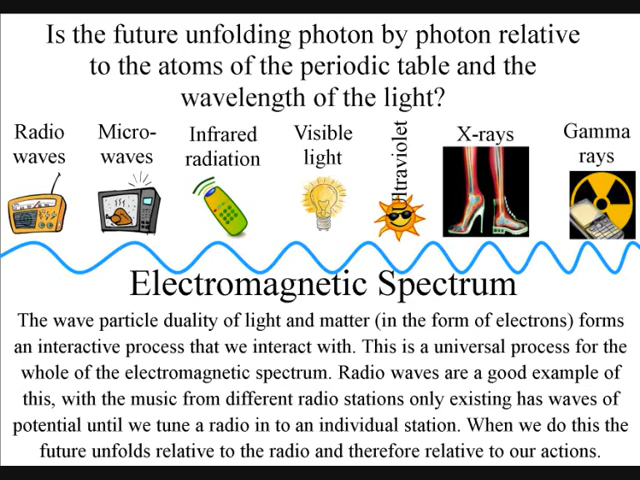 Is the future unfolding photon by photon relative
to the atoms of the periodic table and the
wavelength of the light?
Radio
waves
Micro-
waves
Infrared
radiation
Visible
light
ltraviolet
X-rays
Gamma
rays
Electromagnetic Spectrum
The wave particle duality of light and matter (in the form of electrons) forms
an interactive process that we interact with. This is a universal process for the
whole of the electromagnetic spectrum. Radio waves are a good example of
this, with the music from different radio stations only existing has waves of
potential until we tune a radio in to an individual station. When we do this the
future unfolds relative to the radio and therefore relative to our actions.